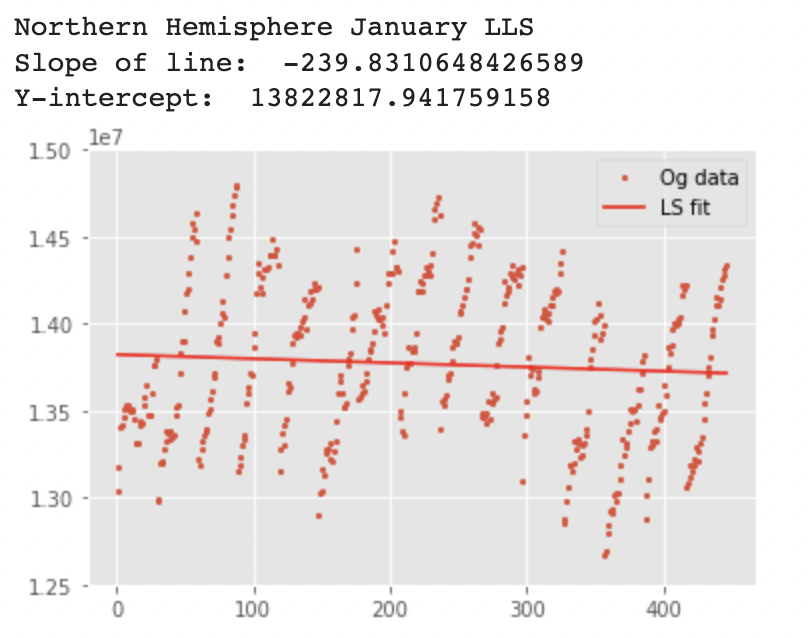 Northern Hemisphere January LLS
Slope of line:  -239.8310648426589
Y-intercept:  13822817.941759158
1e7
1.50
1.45
1.40
1.35
1.30
1.25
Og data
LS fit
0 100 200 300 400